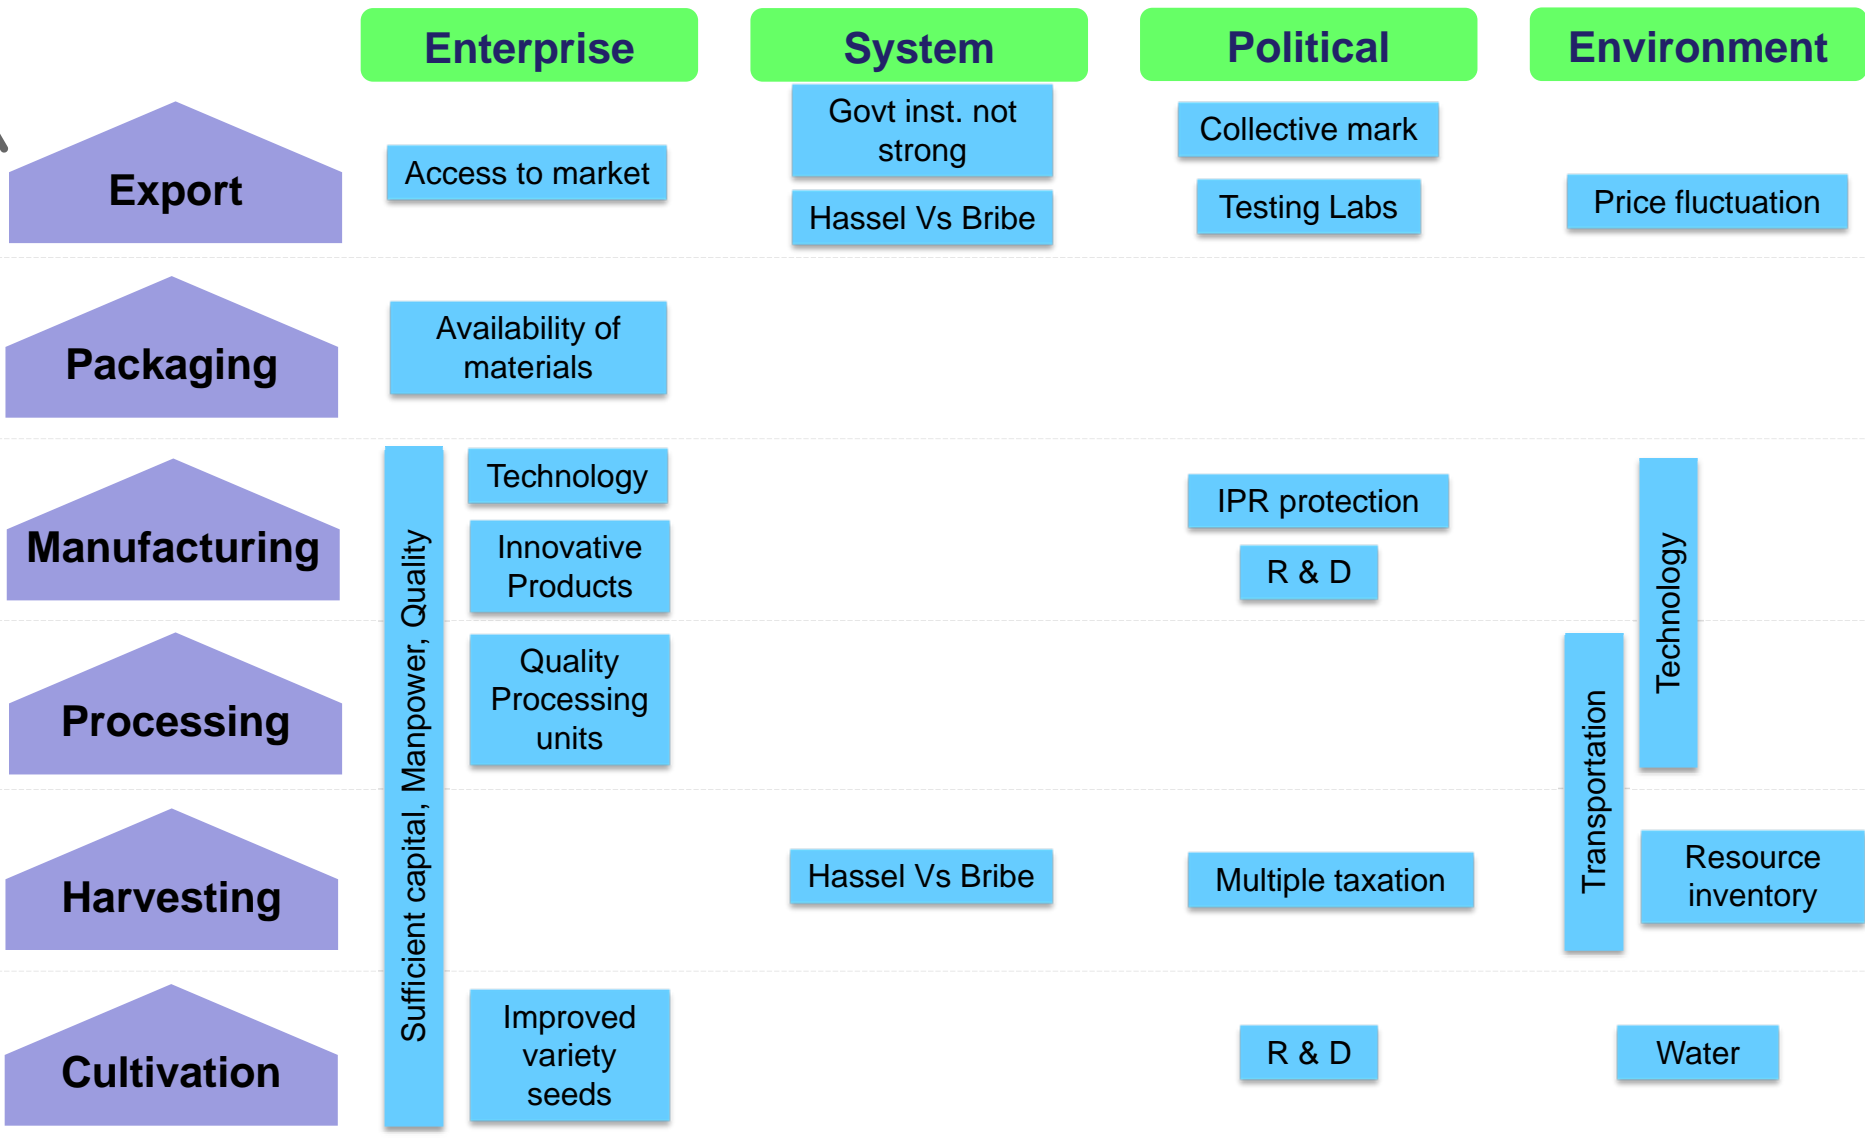 Enterprise
System
Political
Environment
Export
Access to market
Govt inst. not
strong
Hassel Vs Bribe
Collective mark
Testing Labs
Price fluctuation
Packaging
Availability of
materials
Manufacturing
Sufficient capital, Manpower, Quality
Technology
Innovative
Products
IPR protection
R & D
Technology
Processing
Quality
Processing
units
Transportation
Harvesting
Hassel Vs Bribe
Multiple taxation
Resource
inventory
Cultivation
Improved
variety
seeds
R & D
Water